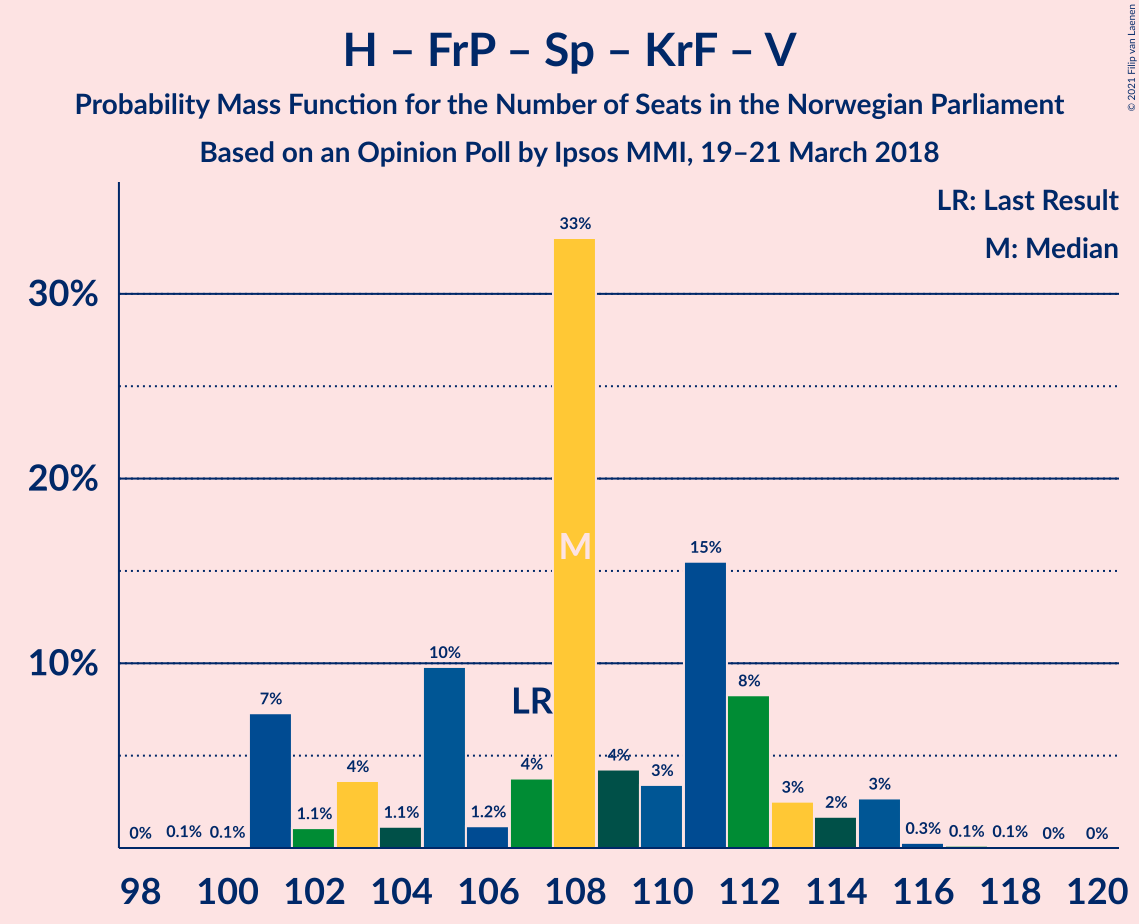 H – FrP – Sp – KrF – V
Probability Mass Function for the Number of Seats in the Norwegian Parliament
Based on an Opinion Poll by Ipsos MMI, 19–21 March 2018
© 2021 Filip van Laenen
LR: Last Result
M: Median
30%
20%
10%
0%
0.1%
0.1%
7%
1.1%
4%
1.1%
10%
1.2%
4%
LR
33%
M
4%
3%
15%
8%
3%
2%
3%
0.3%
0.1%
0.1%
0%
0%
98 100 102 104 106 108 110 112 114 116 118 120